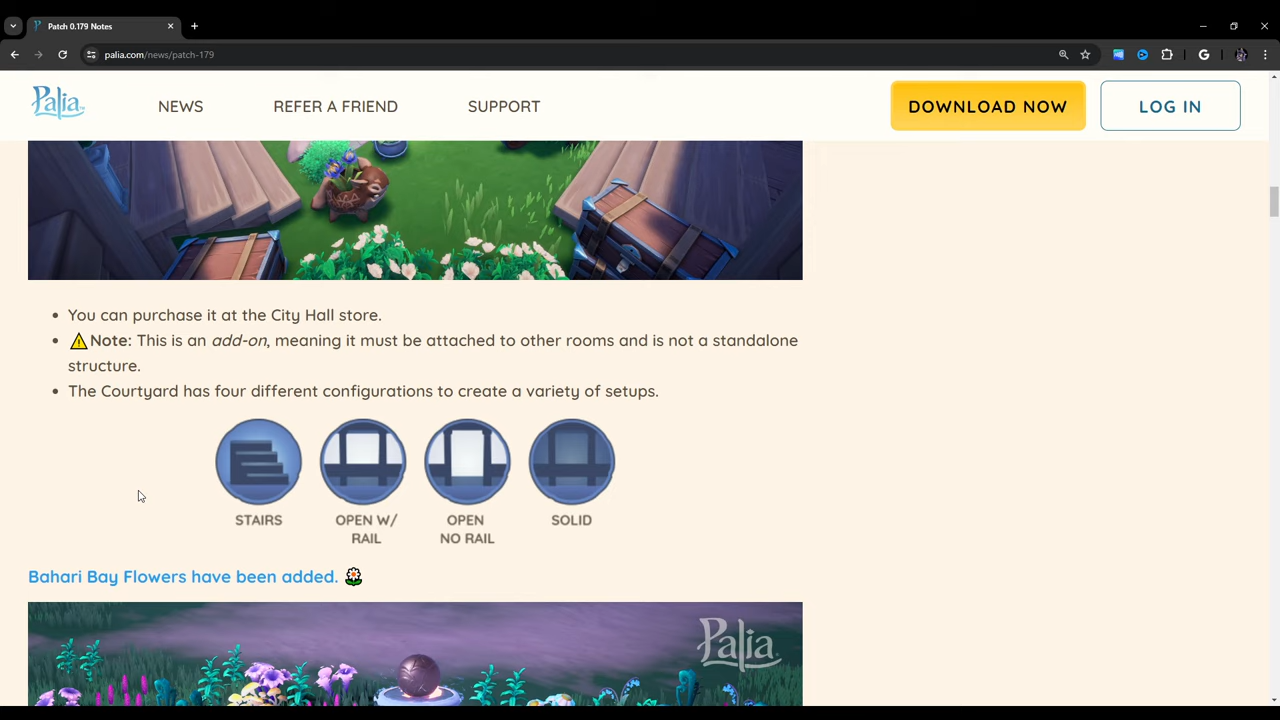 Patch 0.179 Notes
palia.com/news/patch-179
Palia
NEWS
REFER A FRIEND
SUPPORT
DOWNLOAD NOW
LOG IN
You can purchase it at the City Hall store.
⚠️Note: This is an add-on, meaning it must be attached to other rooms and is not a standalone
structure.
The Courtyard has four different configurations to create a variety of setups.
STAIRS
OPEN W/
RAIL
OPEN
NO RAIL
SOLID
Bahari Bay Flowers have been added.
Palia